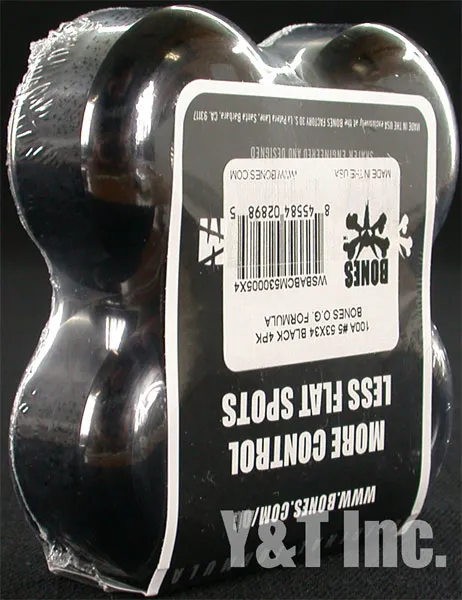 WWW.BONES.COM/OG
MORE CONTROL
LESS FLAT SPOTS
100A #5 53X34 BLACK 4PK
BONES O.G. FORMULA
WSBABCM530005X4
BONES
8 45584 02898 5
MADE IN THE USA
WWW.BONES.COM
SKATER ENGINEERED AND DESIGNED
MADE IN THE USA exclusively at the BONES FACTORY 30 S. La Patera Lane, Santa Barbara, CA. 93117
Y&T Inc.